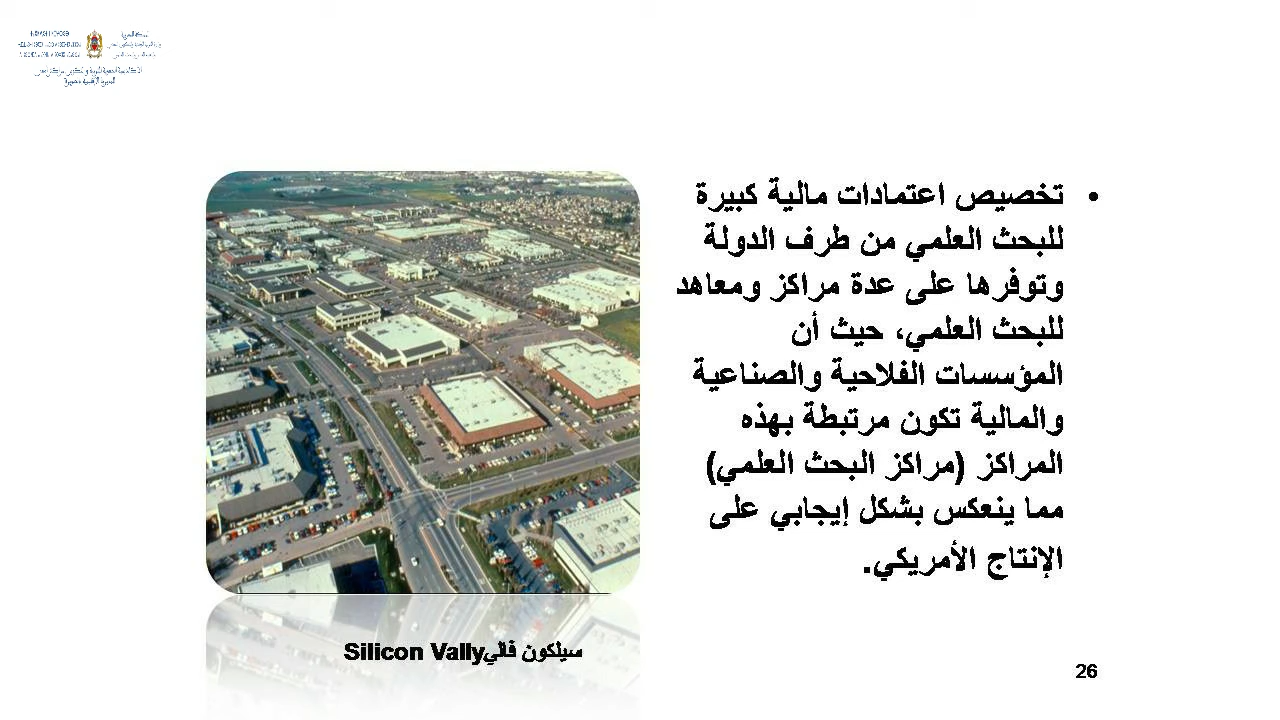 تخصيص اعتمادات مالية كبيرة
للبحث العلمي من طرف الدولة
وتوفرها على عدة مراكز ومعاهد
للبحث العلمي، حيث أن
المؤسسات الفلاحية والصناعية
والمالية تكون مرتبطة بهذه
المراكز (مراكز البحث العلمي)
مما ينعكس بشكل إيجابي على
الإنتاج الأمريكي.
سيلكون فاليSilicon Vally
26